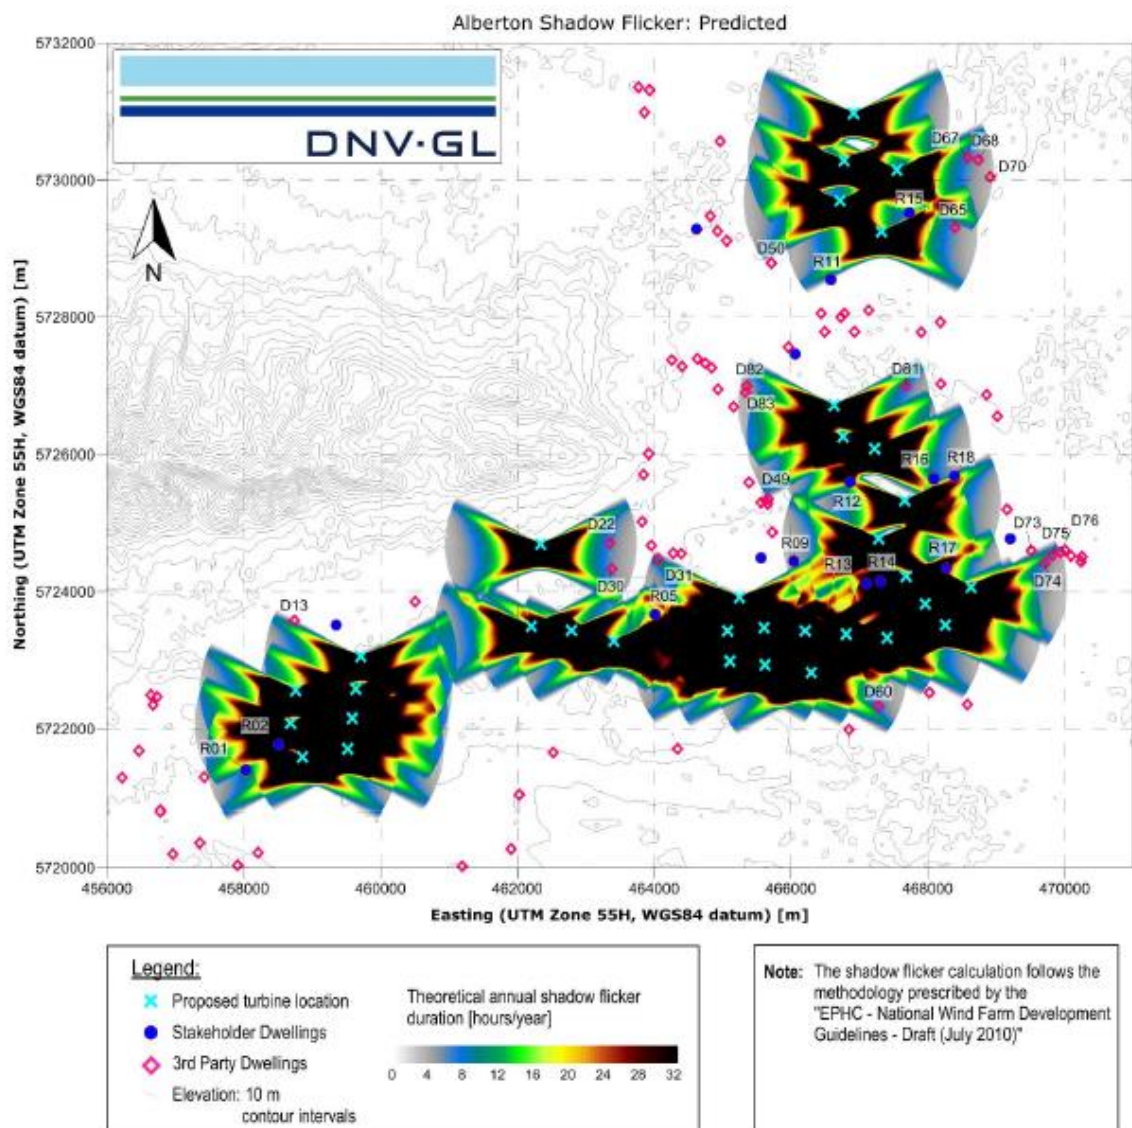 Alberton Shadow Flicker: Predicted
DNV·GL
N
5732000
5730000
5728000
5726000
5724000
5722000
5720000
Northing (UTM Zone 55H, WGS84 datum) [m]
D67
D68
D70
R15
D65
D50
R11
D82
D81
D83
R16
R18
D49
R12
D22
R09
R13
R14
R17
D73
D75
D76
D74
D30
D31
R05
D13
D60
R02
R01
456000
458000
460000
462000
464000
466000
468000
470000
Easting (UTM Zone 55H, WGS84 datum) [m]
Legend:
Proposed turbine location
Stakeholder Dwellings
3rd Party Dwellings
Elevation: 10 m
contour intervals
Theoretical annual shadow flicker
duration [hours/year]
0 4 8 12 16 20 24 28 32
Note: The shadow flicker calculation follows the
methodology prescribed by the
"EPHC - National Wind Farm Development
Guidelines - Draft (July 2010)"